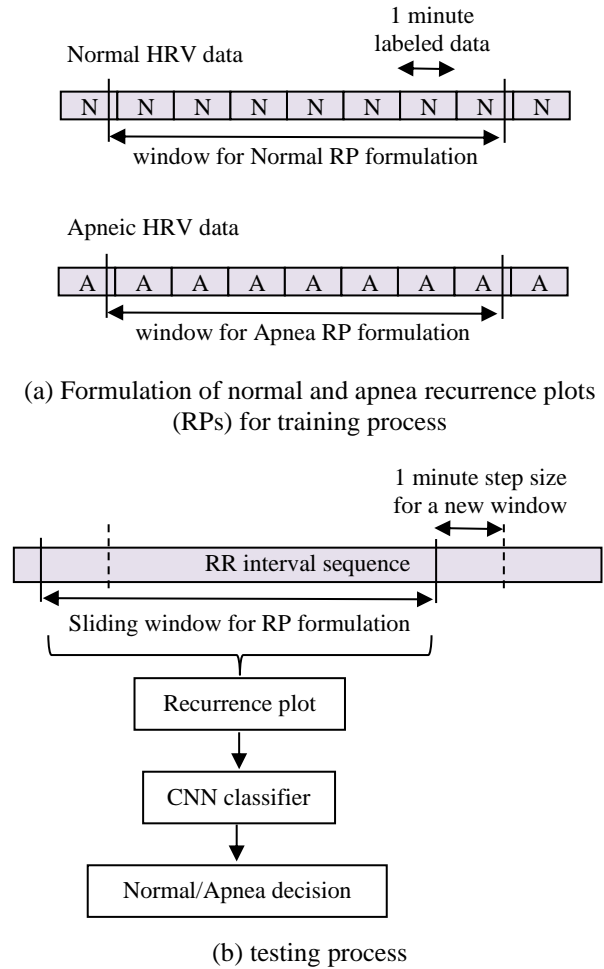 1 minute
labeled data
Normal HRV data
N N N N N N N N N
window for Normal RP formulation
Apneic HRV data
A A A A A A A A A
window for Apnea RP formulation
(a) Formulation of normal and apnea recurrence plots
(RPs) for training process
1 minute step size
for a new window
RR interval sequence
Sliding window for RP formulation
Recurrence plot
CNN classifier
Normal/Apnea decision
(b) testing process